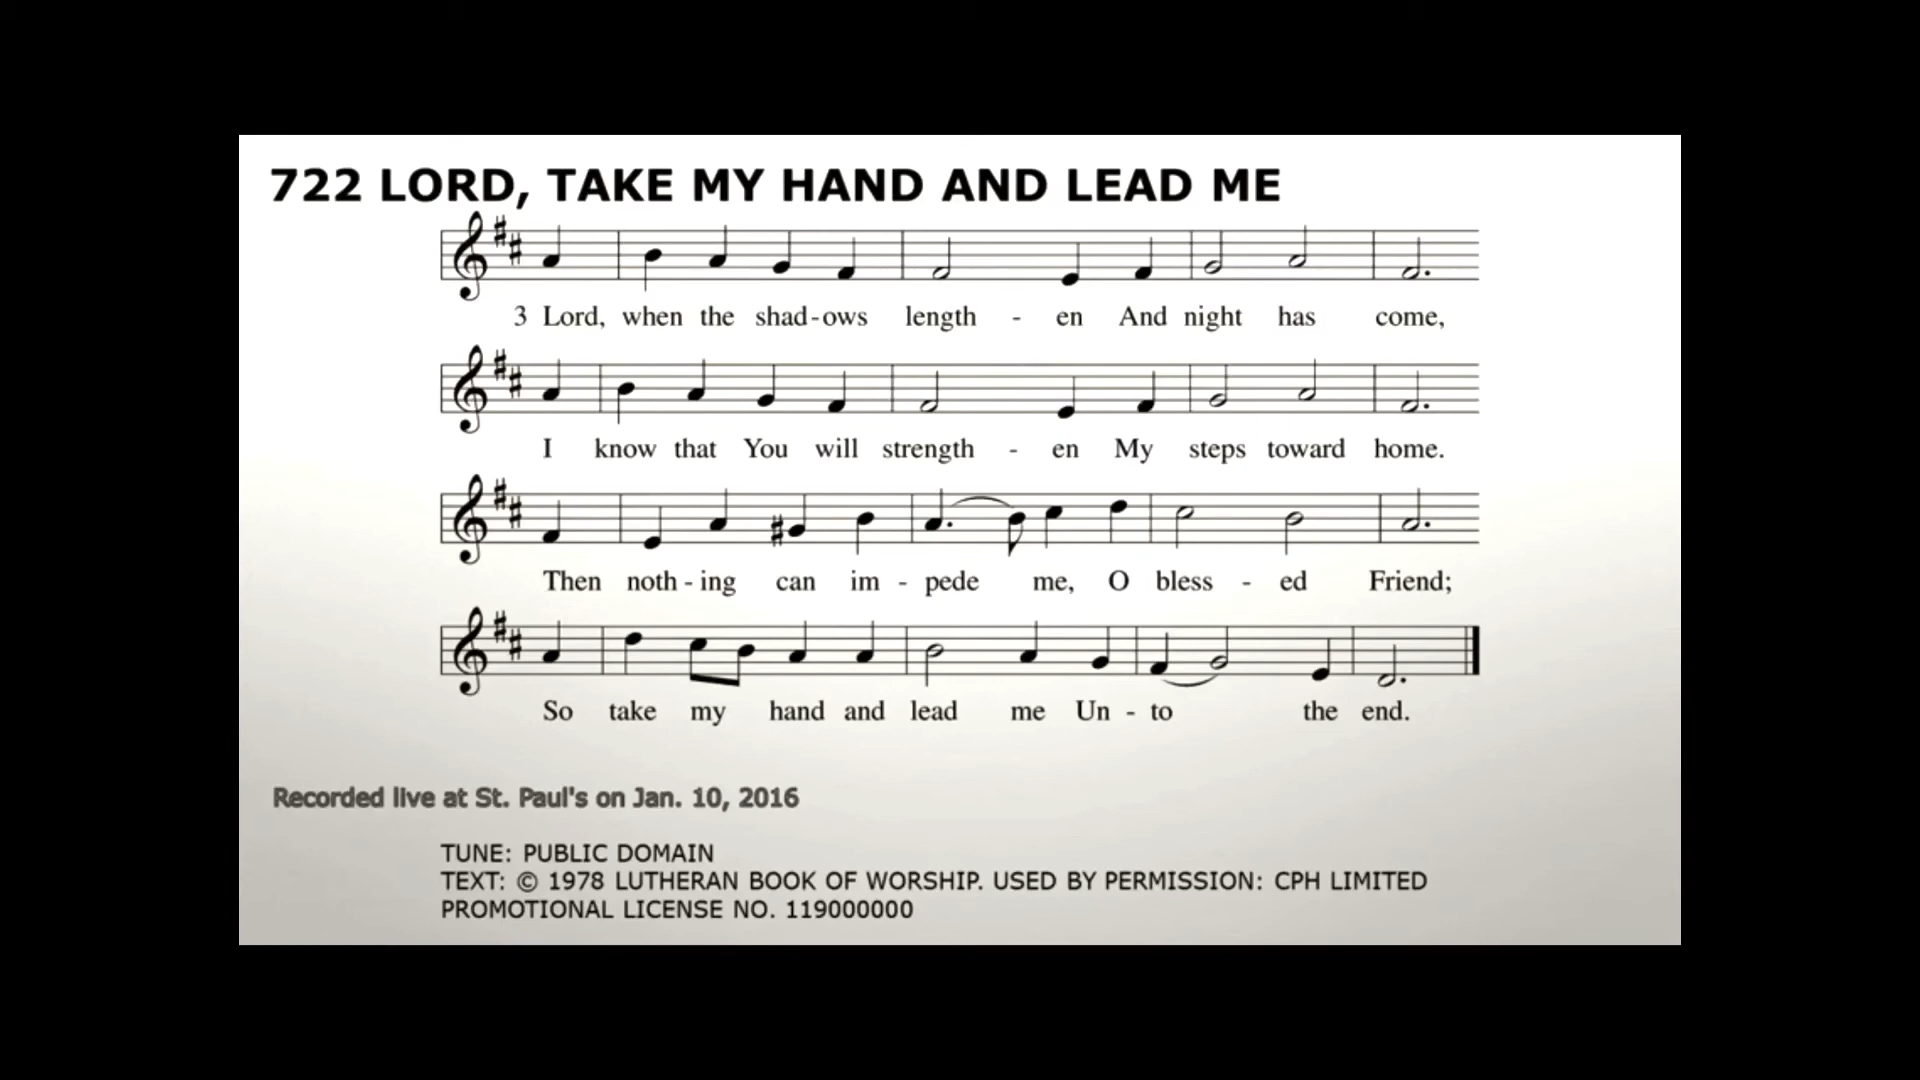 722 LORD, TAKE MY HAND AND LEAD ME
3 Lord, when the shad-ows length - en And night has come,
I know that You will strength - en My steps toward home.
Then noth - ing can im - pede me, O bless - ed Friend;
So take my hand and lead me Un - to the end.
Recorded live at St. Paul's on Jan. 10, 2016
TUNE: PUBLIC DOMAIN
TEXT: © 1978 LUTHERAN BOOK OF WORSHIP. USED BY PERMISSION: CPH LIMITED
PROMOTIONAL LICENSE NO. 119000000